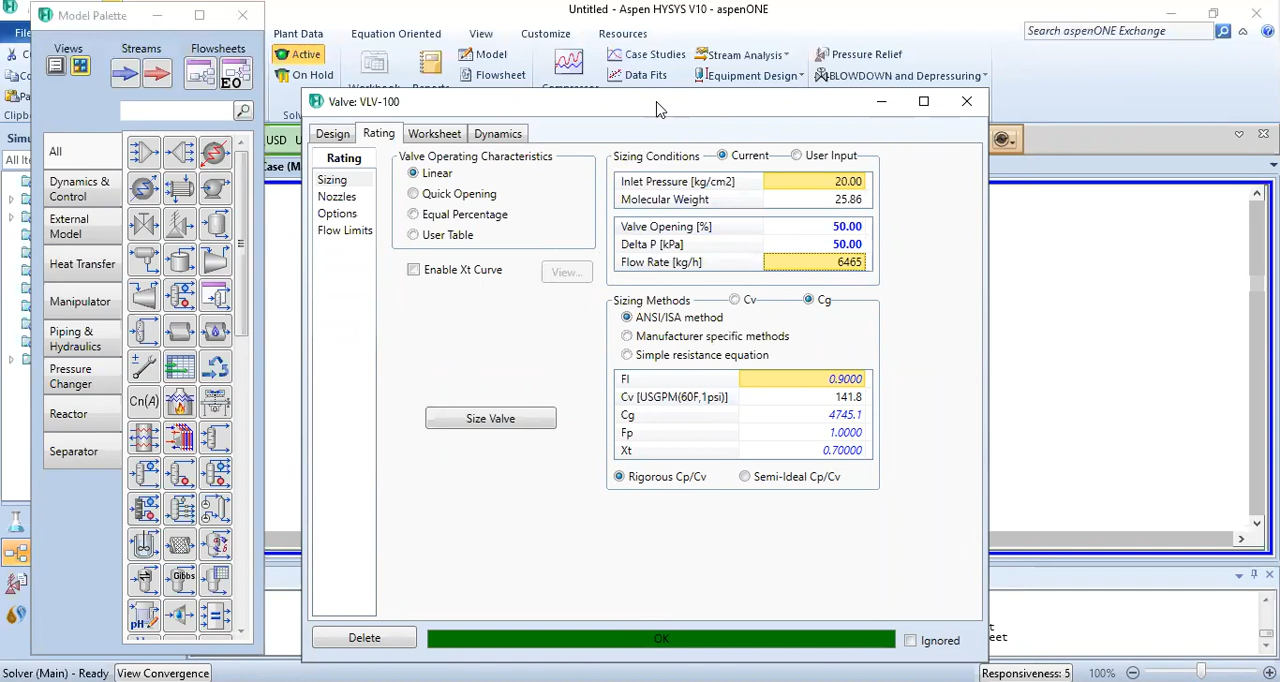 Model Palette
Untitled - Aspen HYSYS V10 - aspenONE
Plant Data
Equation Oriented
View
Customize
Resources
Search aspenONE Exchange
Active
Model
Case Studies
Stream Analysis
Pressure Relief
On Hold
Flowsheet
Data Fits
Equipment Design
BLOWDOWN and Depressuring
Views
Streams
Flowsheets
EO
USD
Valve: VLV-100
Design
Rating
Worksheet
Dynamics
All
Dynamics & Control
External Model
Heat Transfer
Manipulator
Piping & Hydraulics
Pressure Changer
Reactor
Separator
Cn(A)
Gibbs
pH
Rating
Sizing
Nozzles
Options
Flow Limits
Valve Operating Characteristics
Linear
Quick Opening
Equal Percentage
User Table
Enable Xt Curve
View...
Size Valve
Sizing Conditions
Current
User Input
Inlet Pressure [kg/cm2] 20.00
Molecular Weight 25.86
Valve Opening [%] 50.00
Delta P [kPa] 50.00
Flow Rate [kg/h] 6465
Sizing Methods
Cv
Cg
ANSI/ISA method
Manufacturer specific methods
Simple resistance equation
Fl 0.9000
Cv [USGPM(60F,1psi)] 141.8
Cg 4745.1
Fp 1.0000
Xt 0.70000
Rigorous Cp/Cv
Semi-Ideal Cp/Cv
Delete
OK
Ignored
Solver (Main) - Ready
View Convergence
Responsiveness: 5
100%